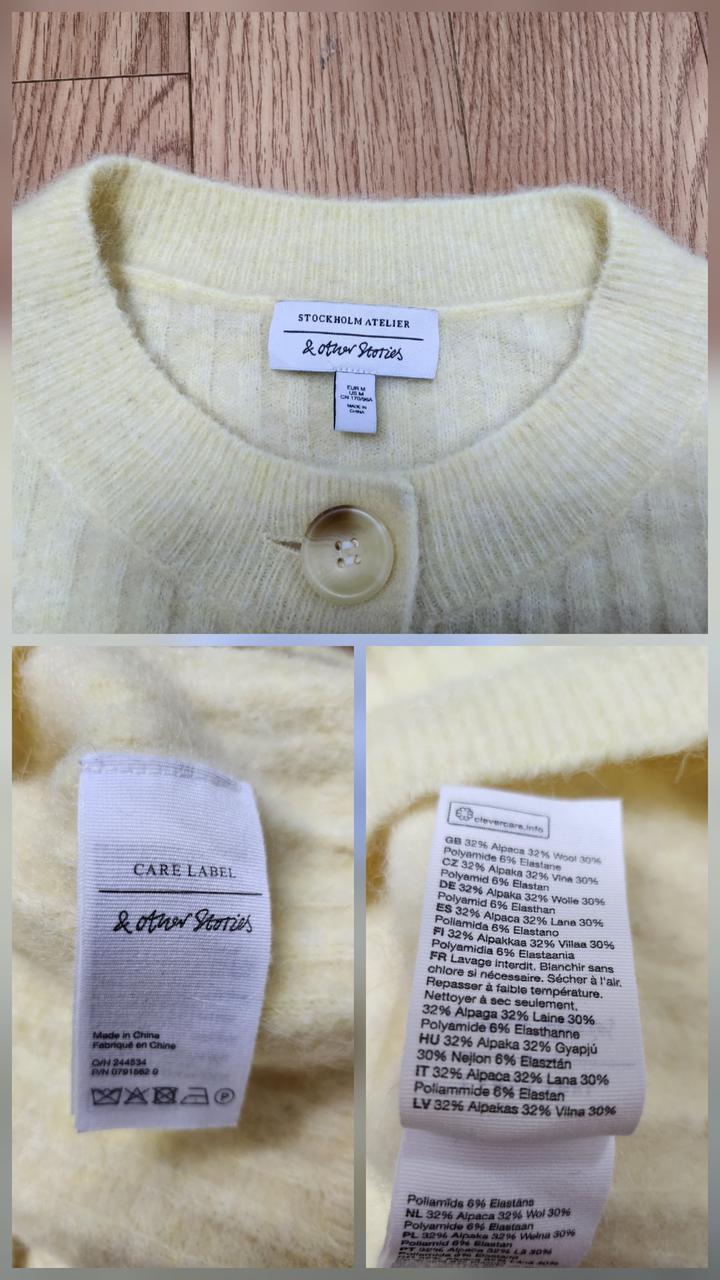 STOCKHOLM ATELIER
& other Stories
EUR M
US M
CN 170/96A
MADE IN
CHINA
CARE LABEL
& other Stories
Made in China
Fabriqué en Chine
O/N 244534
P/N 0791562 0
P
clevercare.info
GB 32% Alpaca 32% Wool 30%
Polyamide 6% Elastane
CZ 32% Alpaka 32% Vlna 30%
Polyamid 6% Elastan
DE 32% Alpaka 32% Wolle 30%
Polyamid 6% Elasthan
ES 32% Alpaca 32% Lana 30%
Poliamida 6% Elastano
FI 32% Alpakkaa 32% Villaa 30%
Polyamidia 6% Elastaania
FR Lavage interdit. Blanchir sans
chlore si nécessaire. Sécher à l'air.
Repasser à faible température.
Nettoyer à sec seulement.
32% Alpaga 32% Laine 30%
Polyamide 6% Elasthanne
HU 32% Alpaka 32% Gyapjú
30% Nejlon 6% Elasztán
IT 32% Alpaca 32% Lana 30%
Poliammide 6% Elastan
LV 32% Alpakas 32% Vilna 30%
Poliamīds 6% Elastāns
NL 32% Alpaca 32% Wol 30%
Polyamide 6% Elastaan
PL 32% Alpaka 32% Wełna 30%
Poliamid 6% Elastan
PT 32% Alpaca 32% Lã 30%